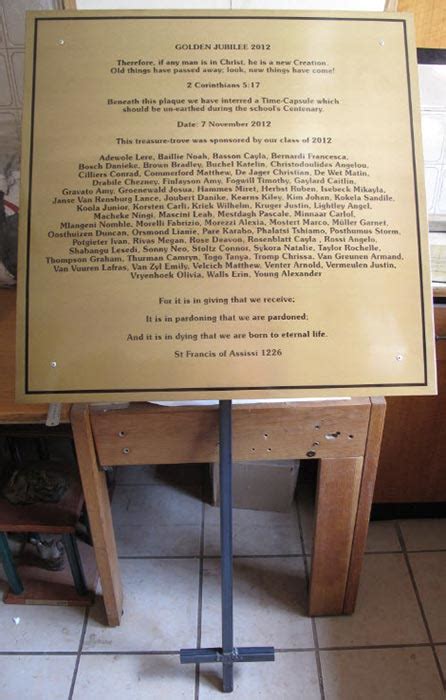 GOLDEN JUBILEE 2012
Therefore, if any man is in Christ, he is a new Creation.
Old things have passed away; look, new things have come!
2 Corinthians 5:17
Beneath this plaque we have interred a Time-Capsule which
should be un-earthed during the school's Centenary.
Date: 7 November 2012
This treasure-trove was sponsored by our class of 2012
Adewole Lere, Baillie Noah, Basson Cayla, Bernardi Francesca,
Bosch Danieke, Brown Bradley, Buchel Katelin, Christodoulides Angelou,
Cilliers Conrad, Commerford Matthew, De Jager Christian, De Wet Matin,
Drabile Chezney, Finlayson Amy, Fogwill Timothy, Gaylard Caitlin,
Gravato Amy, Groenewald Josua, Hammes Miret, Herbst Ruben, Isebeck Mikayla,
Janse Van Rensburg Lance, Joubert Danike, Kearns Kiley, Kim Johan, Kokela Sandile,
Koola Junior, Korsten Carli, Kriek Wilhelm, Kruger Justin, Lightley Angel,
Macheke Ningi, Mascini Leah, Mesdagh Pascale, Minnaar Carlol,
Mlangeni Nomble, Morelli Fabrizio, Morezzi Alexia, Mostert Marco, Müller Garnet,
Oosthuizen Duncan, Orsmond Lianie, Pare Karabo, Phalatsi Tshiamo, Posthumus Storm,
Potgieter Ivan, Rivas Megan, Rose Deavon, Rosenblatt Cayla , Rossi Angelo,
Shabangu Lesedi, Sonny Neo, Stoltz Connor, Sykora Natalie, Taylor Rochelle,
Thompson Graham, Thurman Camryn, Togo Tanya, Tromp Chrissa, Van Greunen Armand,
Van Vuuren Lafras, Van Zyl Emily, Velcich Matthew, Venter Arnold, Vermeulen Justin,
Vryenhoek Olivia, Walls Erin, Young Alexander
For it is in giving that we receive;
It is in pardoning that we are pardoned;
And it is in dying that we are born to eternal life.
St Francis of Assissi 1226